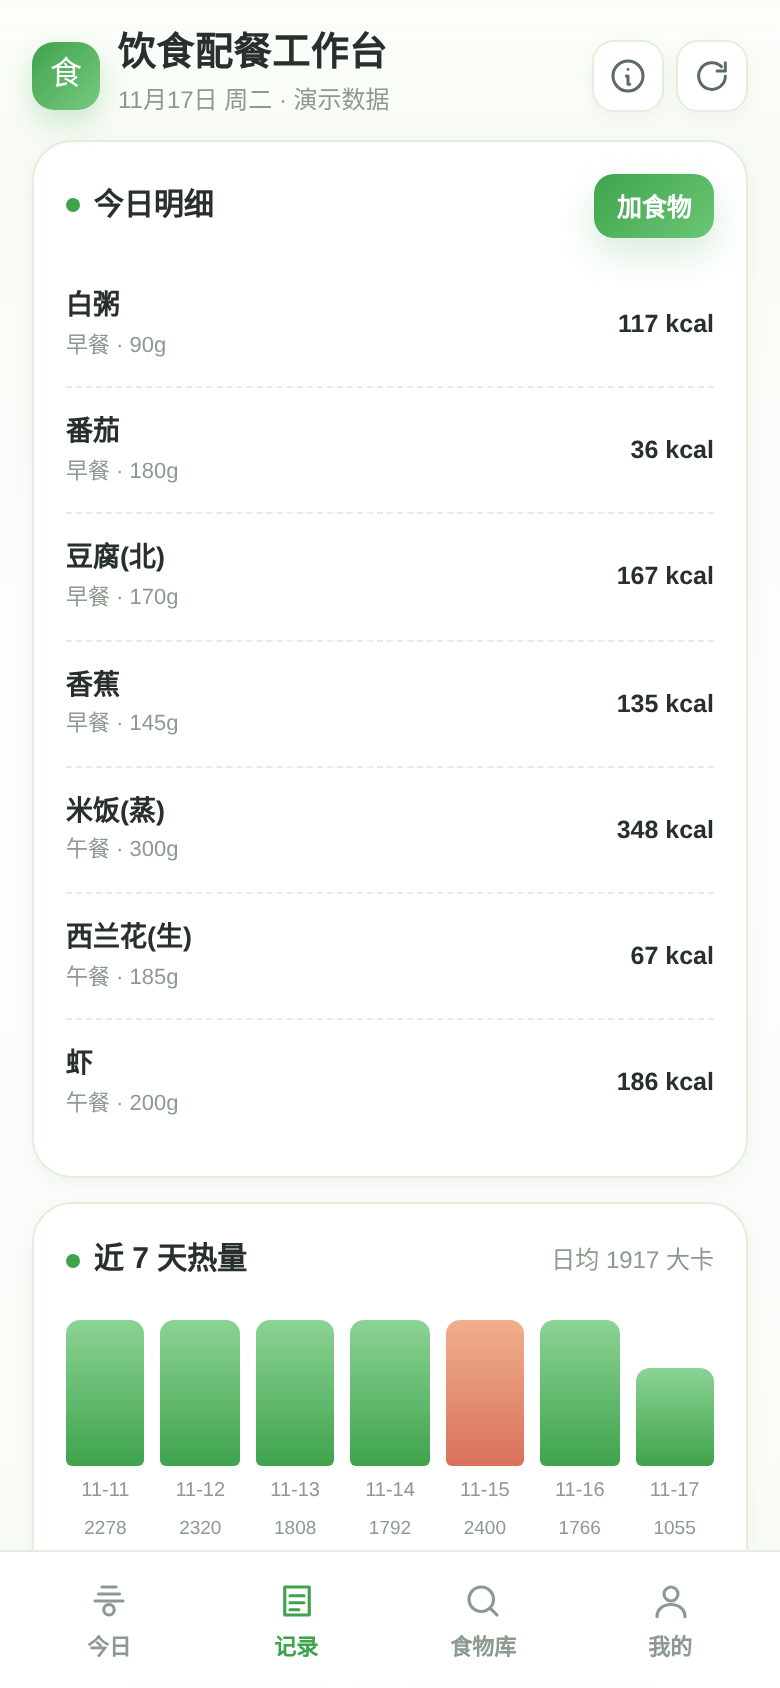 食
饮食配餐工作台
11月17日 周二 · 演示数据
今日明细
加食物
白粥
早餐 · 90g
117 kcal
番茄
早餐 · 180g
36 kcal
豆腐(北)
早餐 · 170g
167 kcal
香蕉
早餐 · 145g
135 kcal
米饭(蒸)
午餐 · 300g
348 kcal
西兰花(生)
午餐 · 185g
67 kcal
虾
午餐 · 200g
186 kcal
近 7 天热量
日均 1917 大卡
11-11 11-12 11-13 11-14 11-15 11-16 11-17
2278 2320 1808 1792 2400 1766 1055
今日 记录 食物库 我的